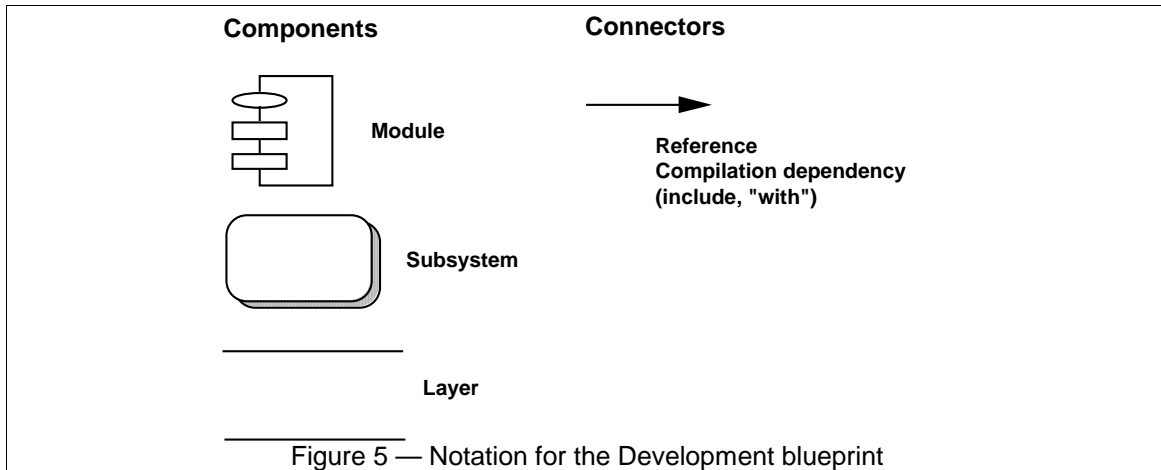 Components
Connectors
Module
Reference
Compilation dependency
(include, "with")
Subsystem
Layer
Figure 5 — Notation for the Development blueprint